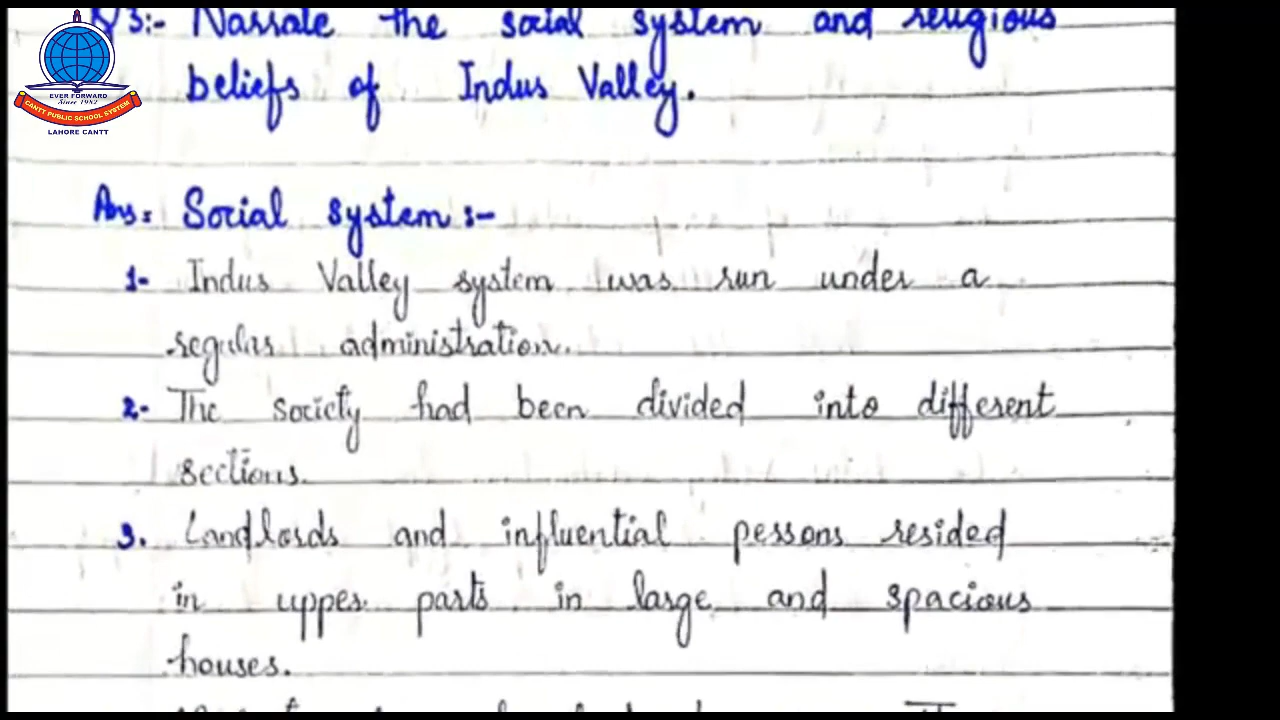 Q3:- Narrate the social system and religious
beliefs of Indus Valley.
EVER FORWARD
Since 1982
CANTT PUBLIC SCHOOL SYSTEM
LAHORE CANTT
Ans: Social system:-
1- Indus Valley system was run under a
regular administration.
2- The society had been divided into different
sections.
3. Landlords and influential persons resided
in upper parts in large and spacious
houses.